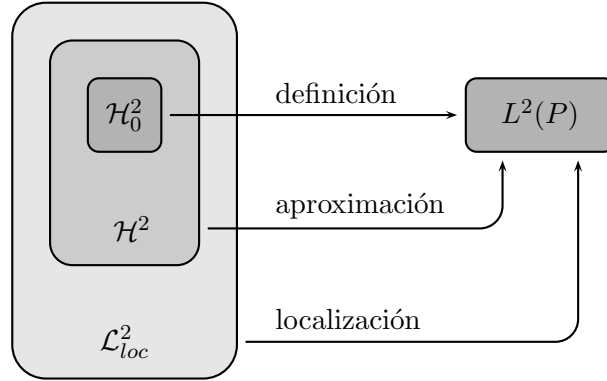 definición
$\mathcal{H}_0^2$
$L^2(P)$
aproximación
$\mathcal{H}^2$
localización
$\mathcal{L}_{loc}^2$